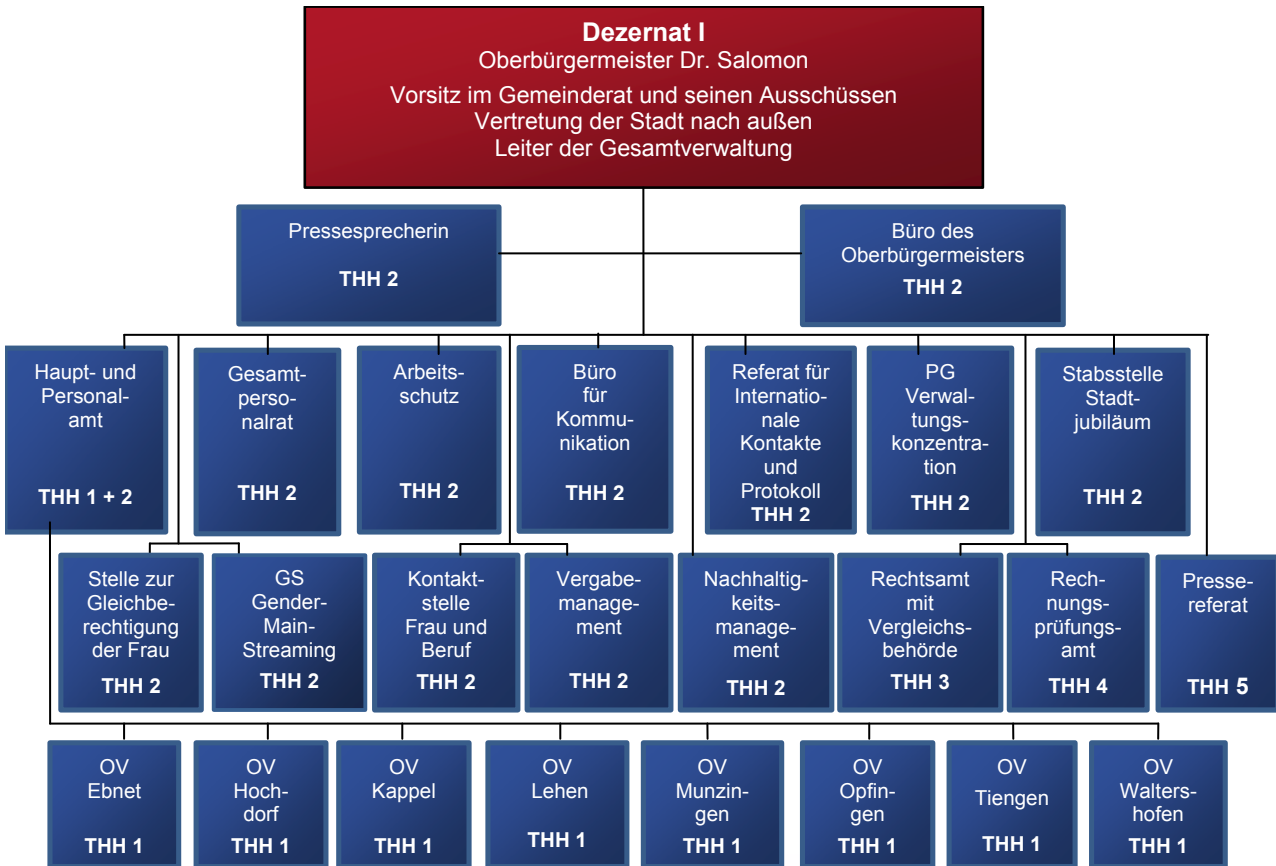 Dezernat I
Oberbürgermeister Dr. Salomon
Vorsitz im Gemeinderat und seinen Ausschüssen
Vertretung der Stadt nach außen
Leiter der Gesamtverwaltung
Pressesprecherin
THH 2
Büro des
Oberbürgermeisters
THH 2
Haupt- und
Personal-
amt
THH 1 + 2
Gesamt-
perso-
nalrat
THH 2
Arbeits-
schutz
THH 2
Büro
für
Kommu-
nikation
THH 2
Referat für
Internatio-
nale
Kontakte
und
Protokoll
THH 2
PG
Verwal-
tungs-
konzentra-
tion
THH 2
Stabsstelle
Stadt-
jubiläum
THH 2
Stelle zur
Gleichbe-
rechtigung
der Frau
THH 2
GS
Gender-
Main-
Streaming
THH 2
Kontakt-
stelle
Frau und
Beruf
THH 2
Vergabe-
manage-
ment
THH 2
Nachhaltig-
keits-
manage-
ment
THH 2
Rechtsamt
mit
Vergleichs-
behörde
THH 3
Rech-
nungs-
prüfungs-
amt
THH 4
Presse-
referat
THH 5
OV
Ebnet
THH 1
OV
Hoch-
dorf
THH 1
OV
Kappel
THH 1
OV
Lehen
THH 1
OV
Munzin-
gen
THH 1
OV
Opfin-
gen
THH 1
OV
Tiengen
THH 1
OV
Walters-
hofen
THH 1